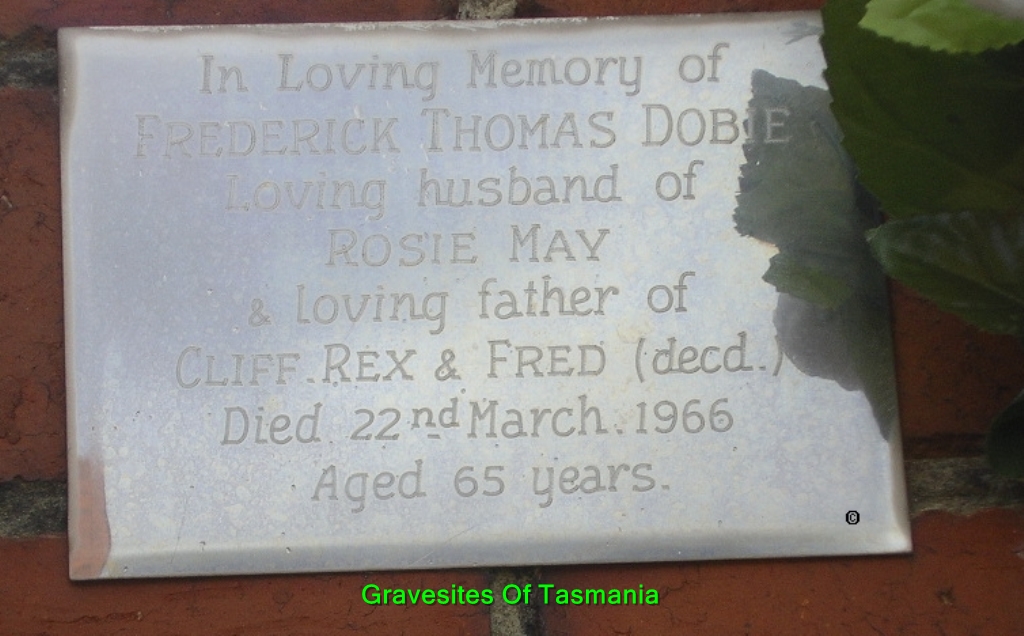 In Loving Memory of
FREDERICK THOMAS DOBIE
Loving husband of
ROSIE MAY
& loving father of
CLIFF. REX & FRED (decd.)
Died 22nd March. 1966
Aged 65 years.
©
Gravesites Of Tasmania